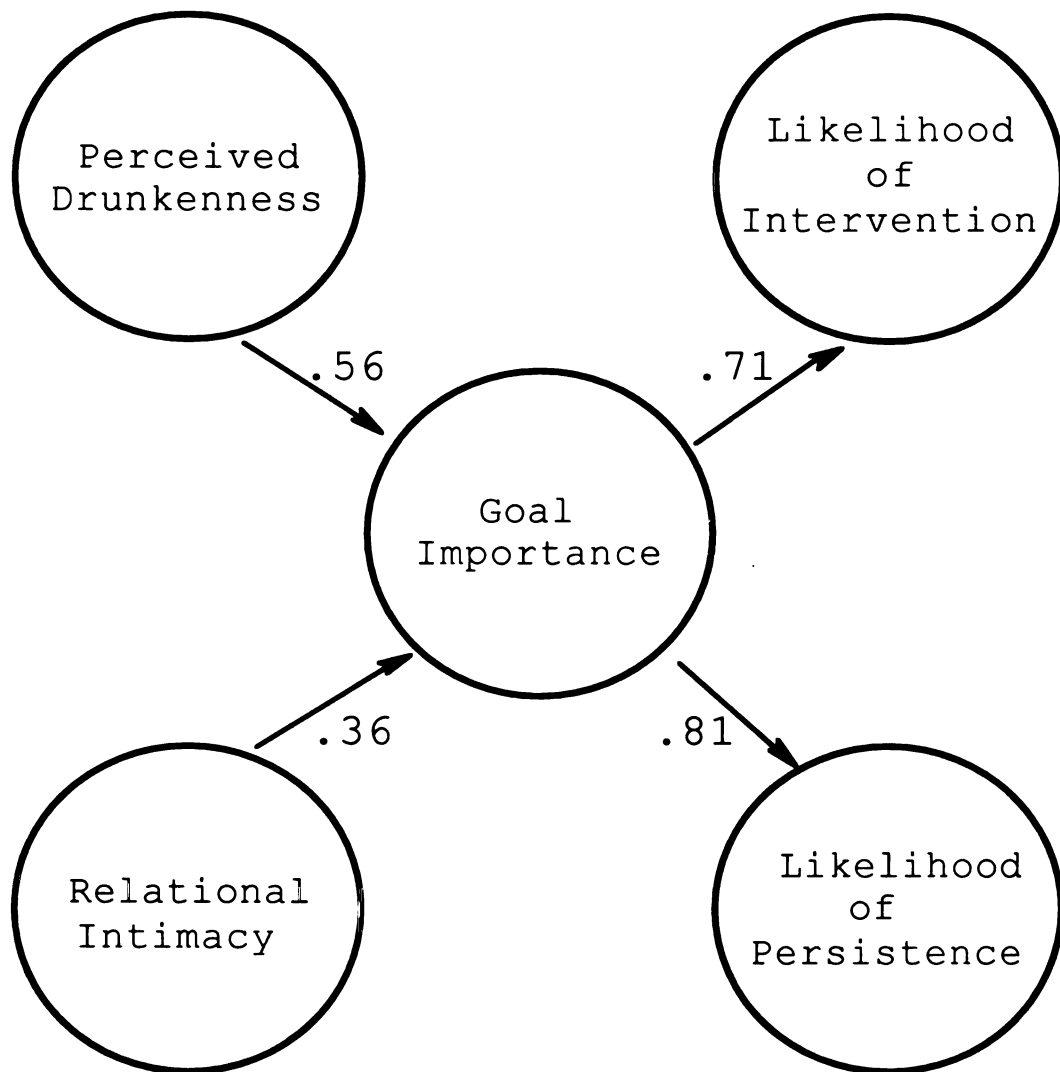 Perceived
Drunkenness
Likelihood
of
Intervention
.56
.71
Goal
Importance
.36
.81
Relational
Intimacy
Likelihood
of
Persistence